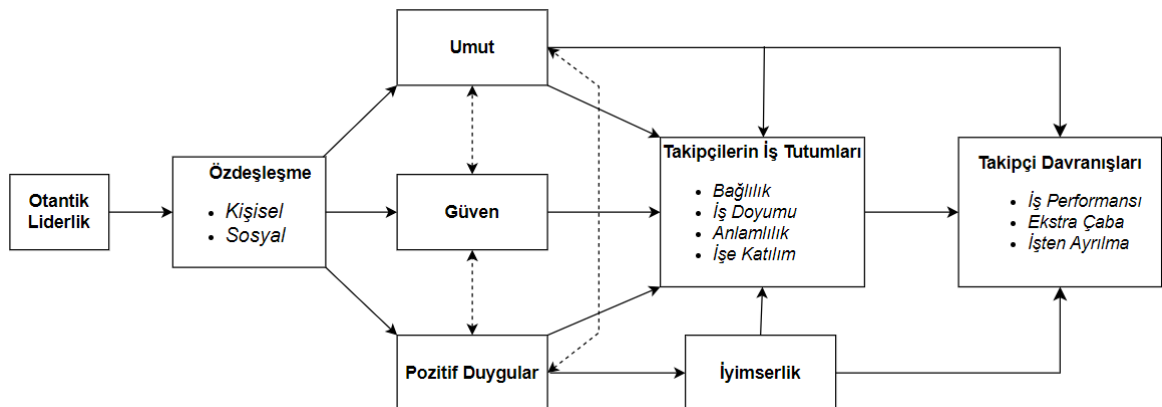 Umut
Özdeşleşme
• Kişisel
• Sosyal
Otantik
Liderlik
Güven
Takipçilerin İş Tutumları
• Bağlılık
• İş Doyumu
• Anlamlılık
• İşe Katılım
Takipçi Davranışları
• İş Performansı
• Ekstra Çaba
• İşten Ayrılma
Pozitif Duygular
İyimserlik